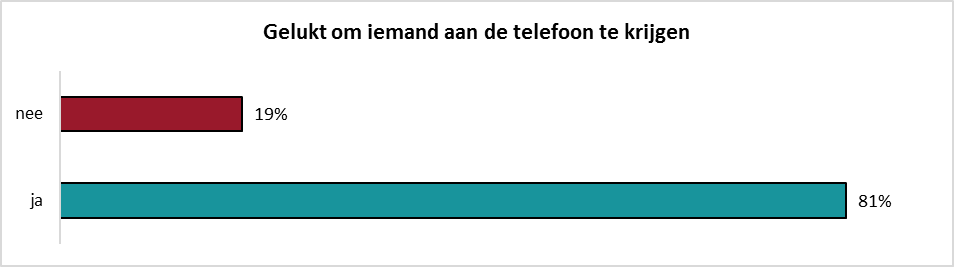 Gelukt om iemand aan de telefoon te krijgen
nee
19%
ja
81%